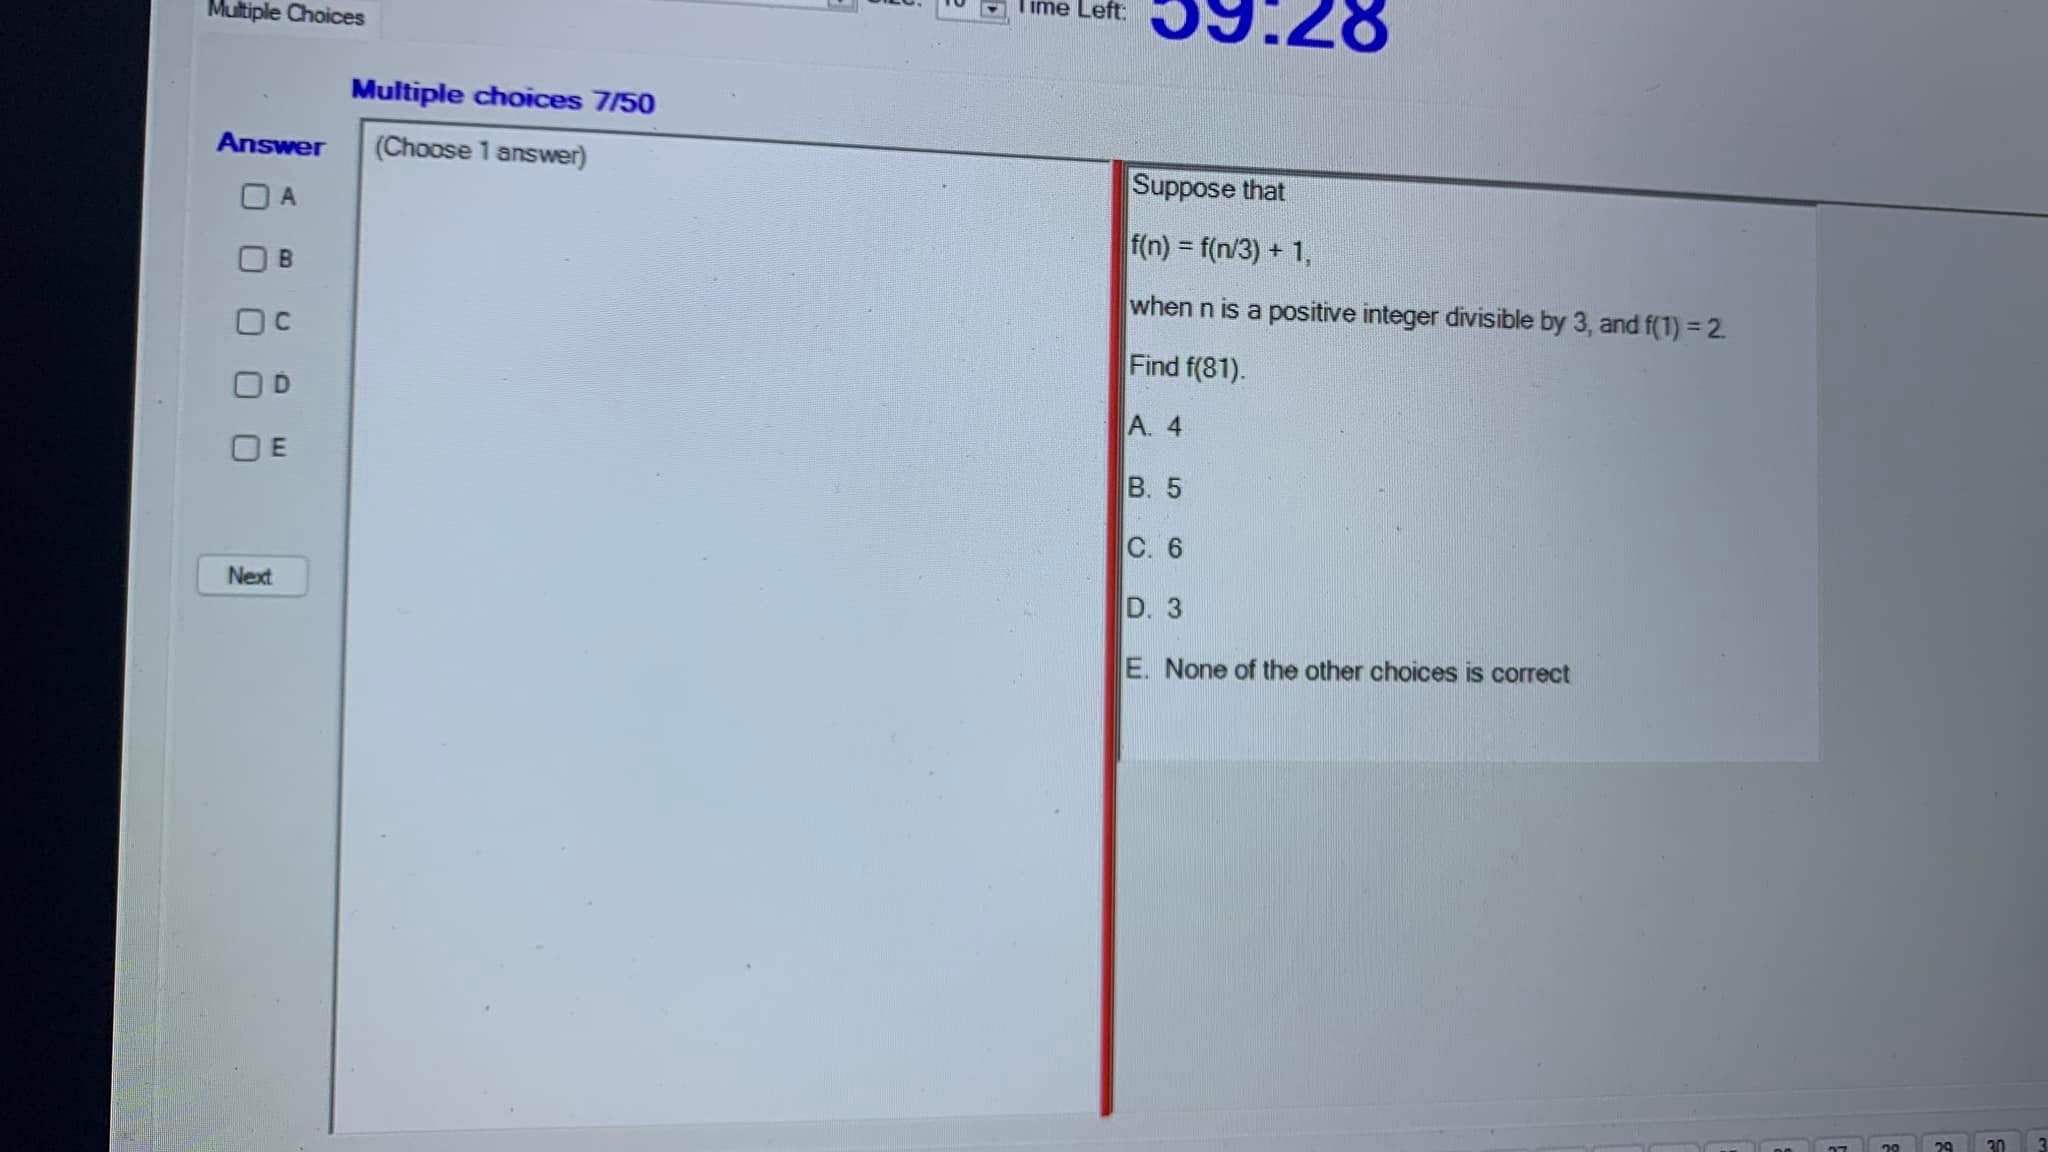 Multiple Choices
Time Left: 59:28
Multiple choices 7/50
Answer
(Choose 1 answer)
A
B
C
D
E
Next
Suppose that
f(n) = f(n/3) + 1,
when n is a positive integer divisible by 3, and f(1) = 2.
Find f(81).
A. 4
B. 5
C. 6
D. 3
E. None of the other choices is correct
29 30